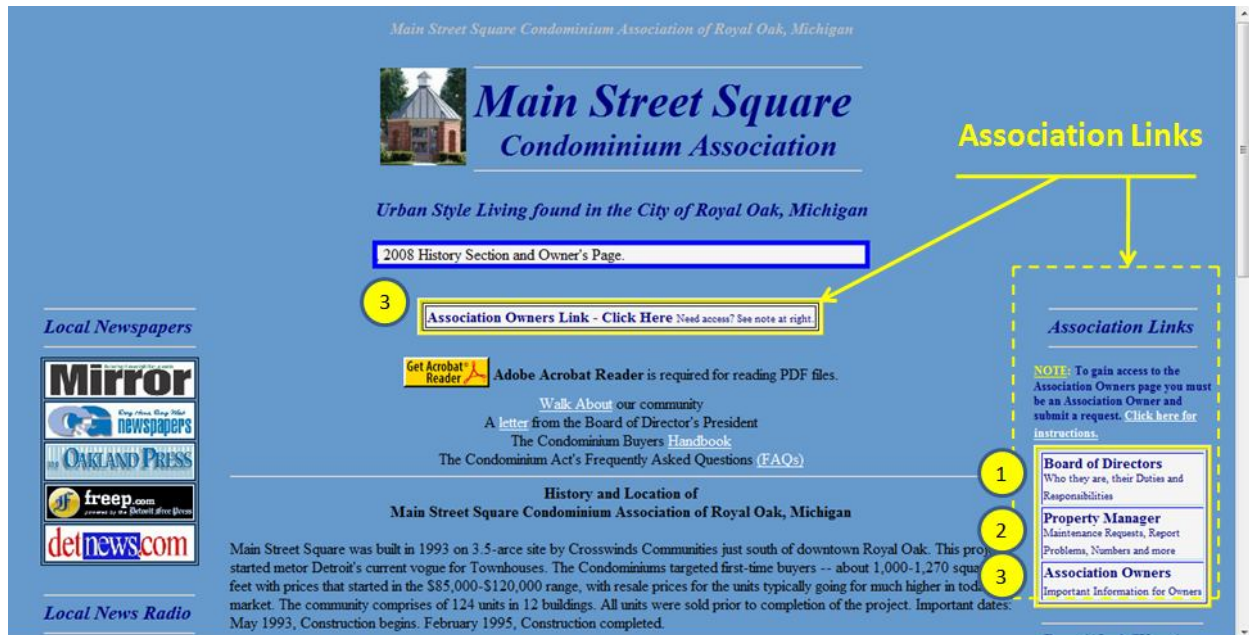 Main Street Square Condominium Association of Royal Oak, Michigan
Main Street Square
Condominium Association
Association Links
Urban Style Living found in the City of Royal Oak, Michigan
, 2008 History Section and Owner's Page.
3
Association Owners Link - Click Here Need access? See note at right.
Local Newspapers
Mirror
newspapers
OAKLAND PRESS
freep.com
powered by the Detroit Free Press
detnews.com
Local News Radio
Get Acrobat®
Reader
Adobe Acrobat Reader is required for reading PDF files.
Walk About our community
A letter from the Board of Director's President
The Condominium Buyers Handbook
The Condominium Act's Frequently Asked Questions (FAQs)
History and Location of
Main Street Square Condominium Association of Royal Oak, Michigan
Main Street Square was built in 1993 on 3.5-arce site by Crosswinds Communities just south of downtown Royal Oak. This
started metor Detroit's current vogue for Townhouses. The Condominiums targeted first-time buyers -- about 1,000-1,270
feet with prices that started in the $85,000-$120,000 range, with resale prices for the units typically going for much higher in
market. The community comprises of 124 units in 12 buildings. All units were sold prior to completion of the project. Important dates:
May 1993, Construction begins. February 1995, Construction completed.
Association Links
NOTE: To gain access to the
Association Owners page you must
be an Association Owner and
submit a request. Click here for
instructions.
1
Board of Directors
Who they are, their Duties and
Responsibilities
2
Property Manager
Maintenance Requests, Report
Problems, Numbers and more
3
Association Owners
Important Information for Owners